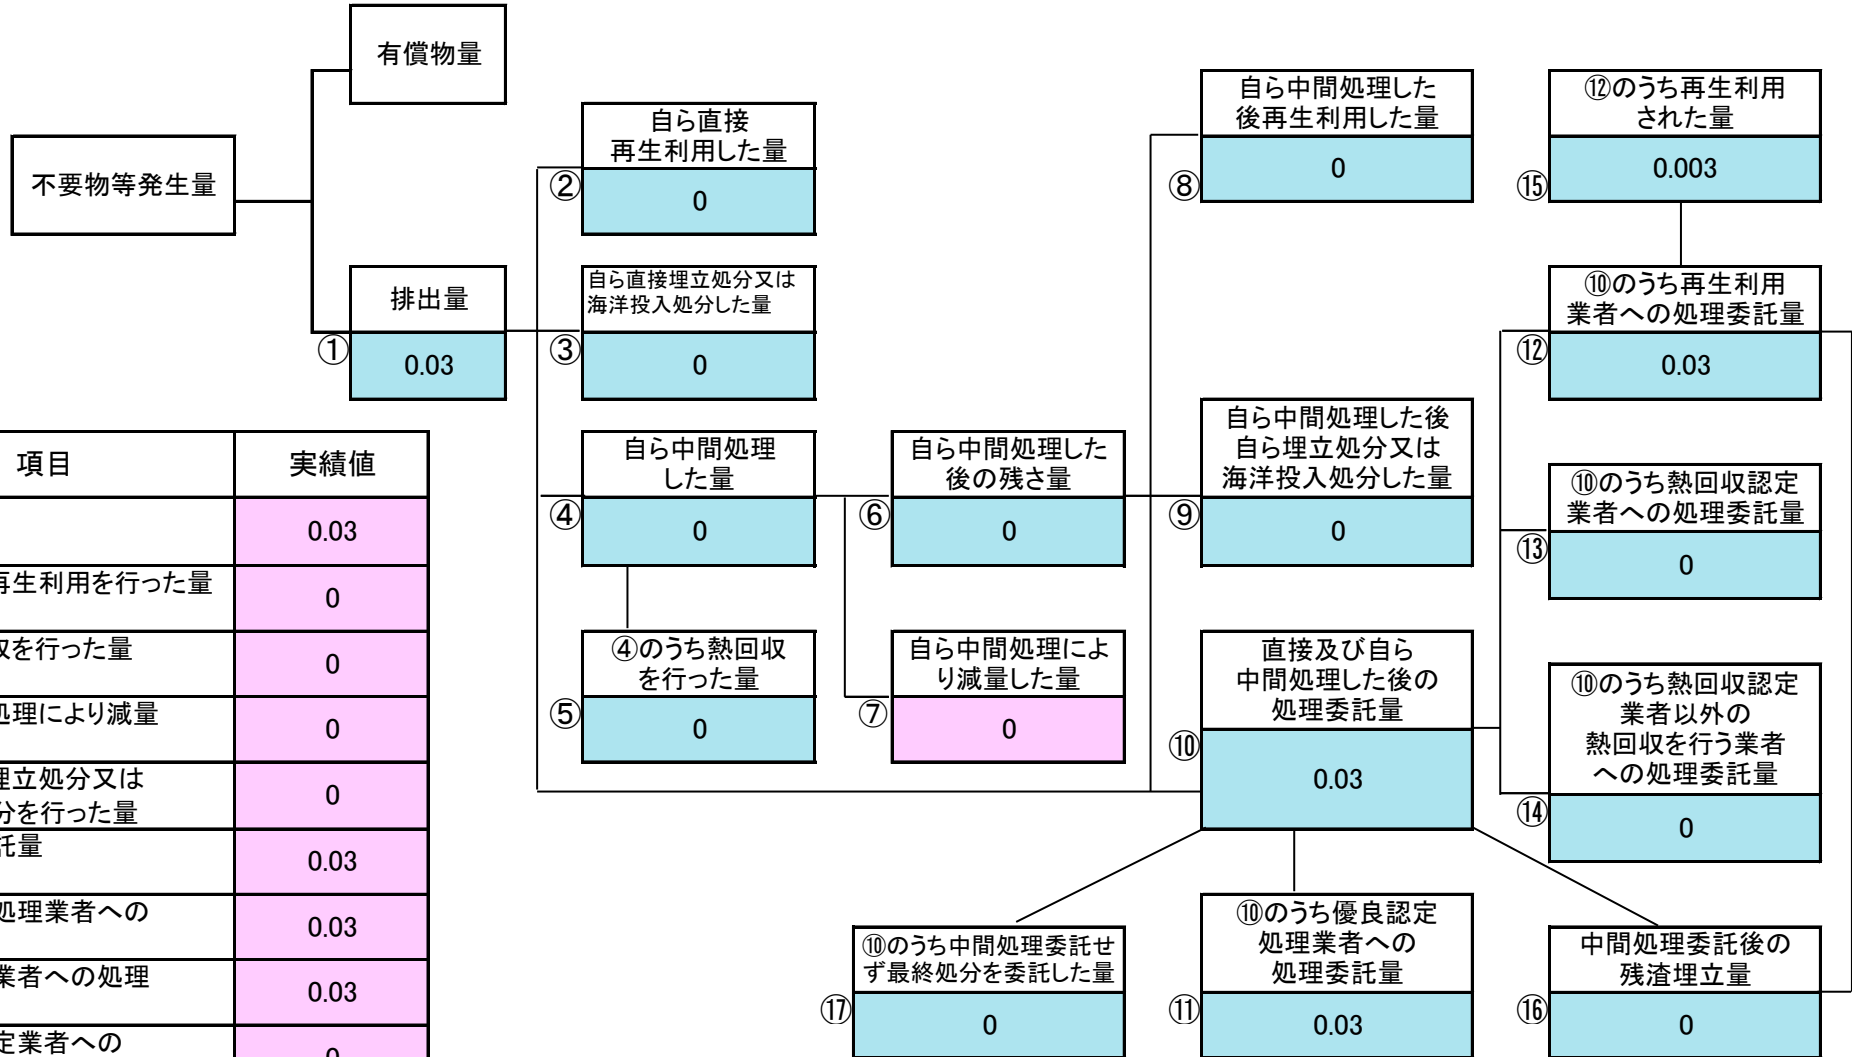 有償物量
不要物等発生量
排出量
①
0.03
自ら直接
再生利用した量
②
0
自ら直接埋立処分又は
海洋投入処分した量
③
0
自ら中間処理
した量
④
0
④のうち熱回収
を行った量
⑤
0
自ら中間処理した
後の残さ量
⑥
0
自ら中間処理によ
り減量した量
⑦
0
自ら中間処理した
後再生利用した量
⑧
0
自ら中間処理した後
自ら埋立処分又は
海洋投入処分した量
⑨
0
直接及び自ら
中間処理した後の
処理委託量
⑩
0.03
⑫のうち再生利用
された量
⑮
0.003
⑩のうち再生利用
業者への処理委託量
⑫
0.03
⑩のうち熱回収認定
業者への処理委託量
⑬
0
⑩のうち熱回収認定
業者以外の
熱回収を行う業者
への処理委託量
⑭
0
⑩のうち中間処理委託せ
ず最終処分を委託した量
⑰
0
⑩のうち優良認定
処理業者への
処理委託量
⑪
0.03
中間処理委託後の
残渣埋立量
⑯
0
項目 実績値
0.03
再生利用を行った量 0
を行った量 0
処理により減量 0
埋立処分又は
分を行った量 0
託量 0.03
処理業者への 0.03
業者への処理 0.03
定業者への 0